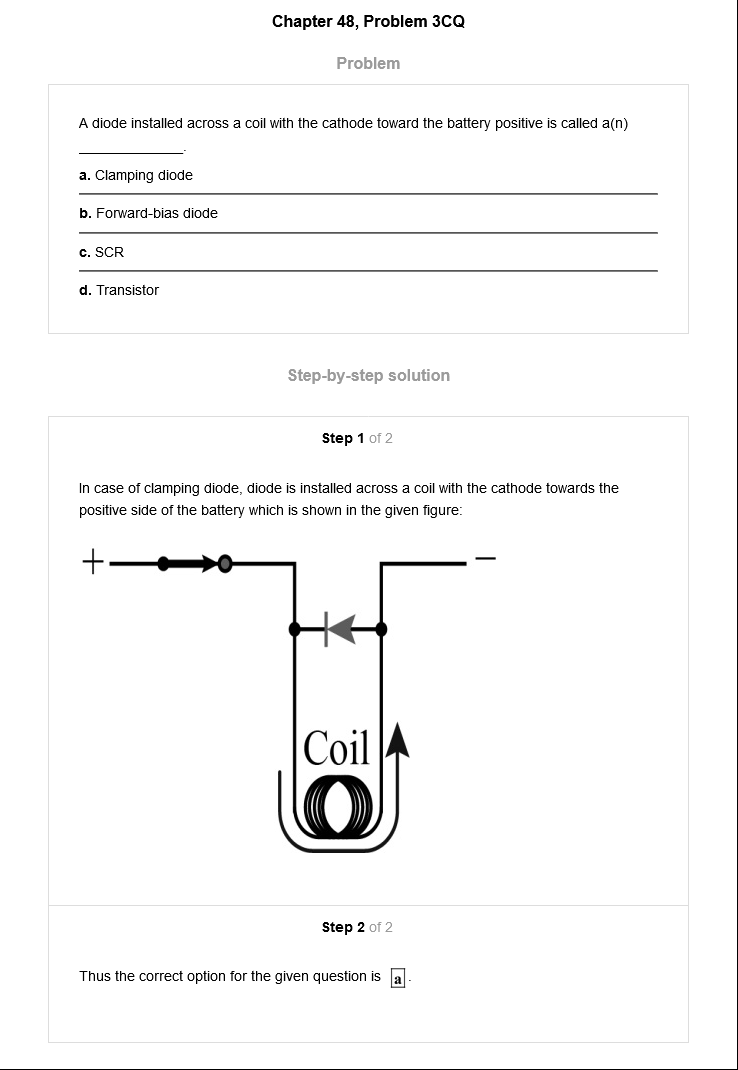 Chapter 48, Problem 3CQ
Problem
A diode installed across a coil with the cathode toward the battery positive is called a(n)
_____________.
a. Clamping diode
b. Forward-bias diode
c. SCR
d. Transistor
Step-by-step solution
Step 1 of 2
In case of clamping diode, diode is installed across a coil with the cathode towards the
positive side of the battery which is shown in the given figure:
+ −
Coil
Step 2 of 2
Thus the correct option for the given question is a .